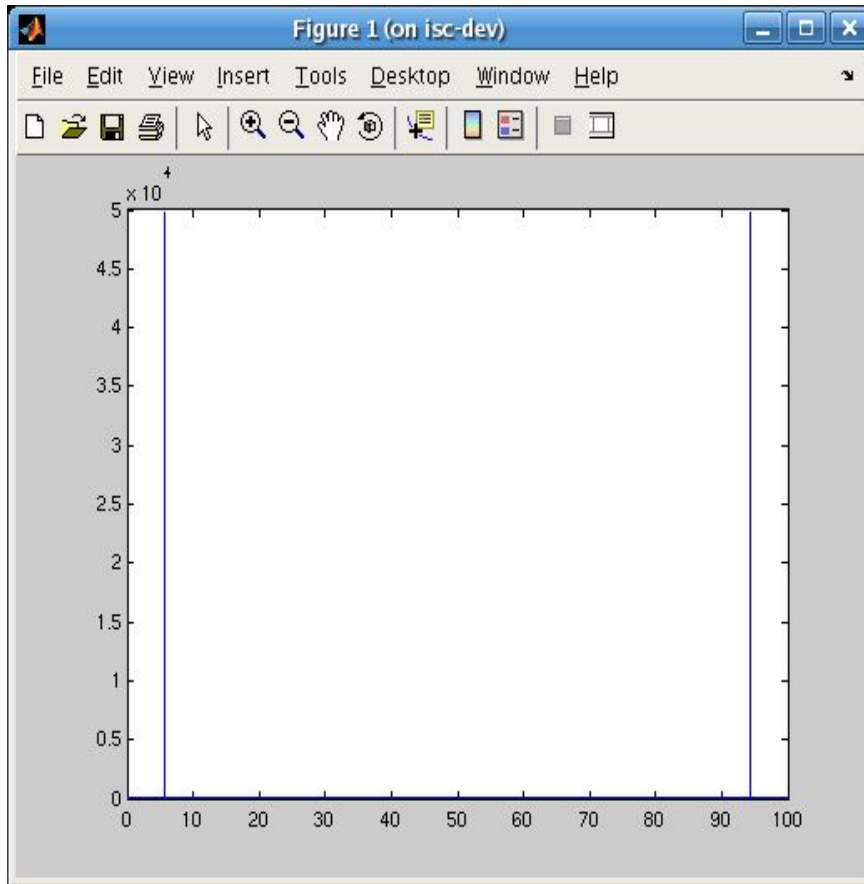 Figure 1 (on isc-dev)
File Edit View Insert Tools Desktop Window Help
x 10 4
5
4.5
4
3.5
3
2.5
2
1.5
1
0.5
0
0 10 20 30 40 50 60 70 80 90 100